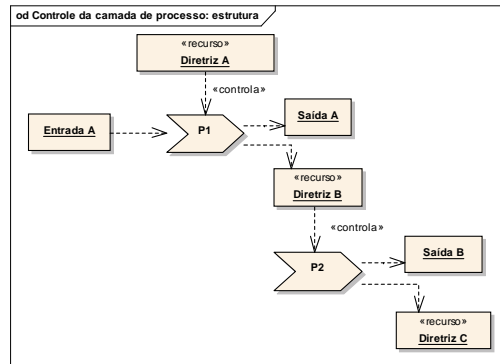 od Controle da camada de processo: estrutura
«recurso»
Diretriz A
«controla»
Entrada A
P1
Saída A
«recurso»
Diretriz B
«controla»
P2
Saída B
«recurso»
Diretriz C